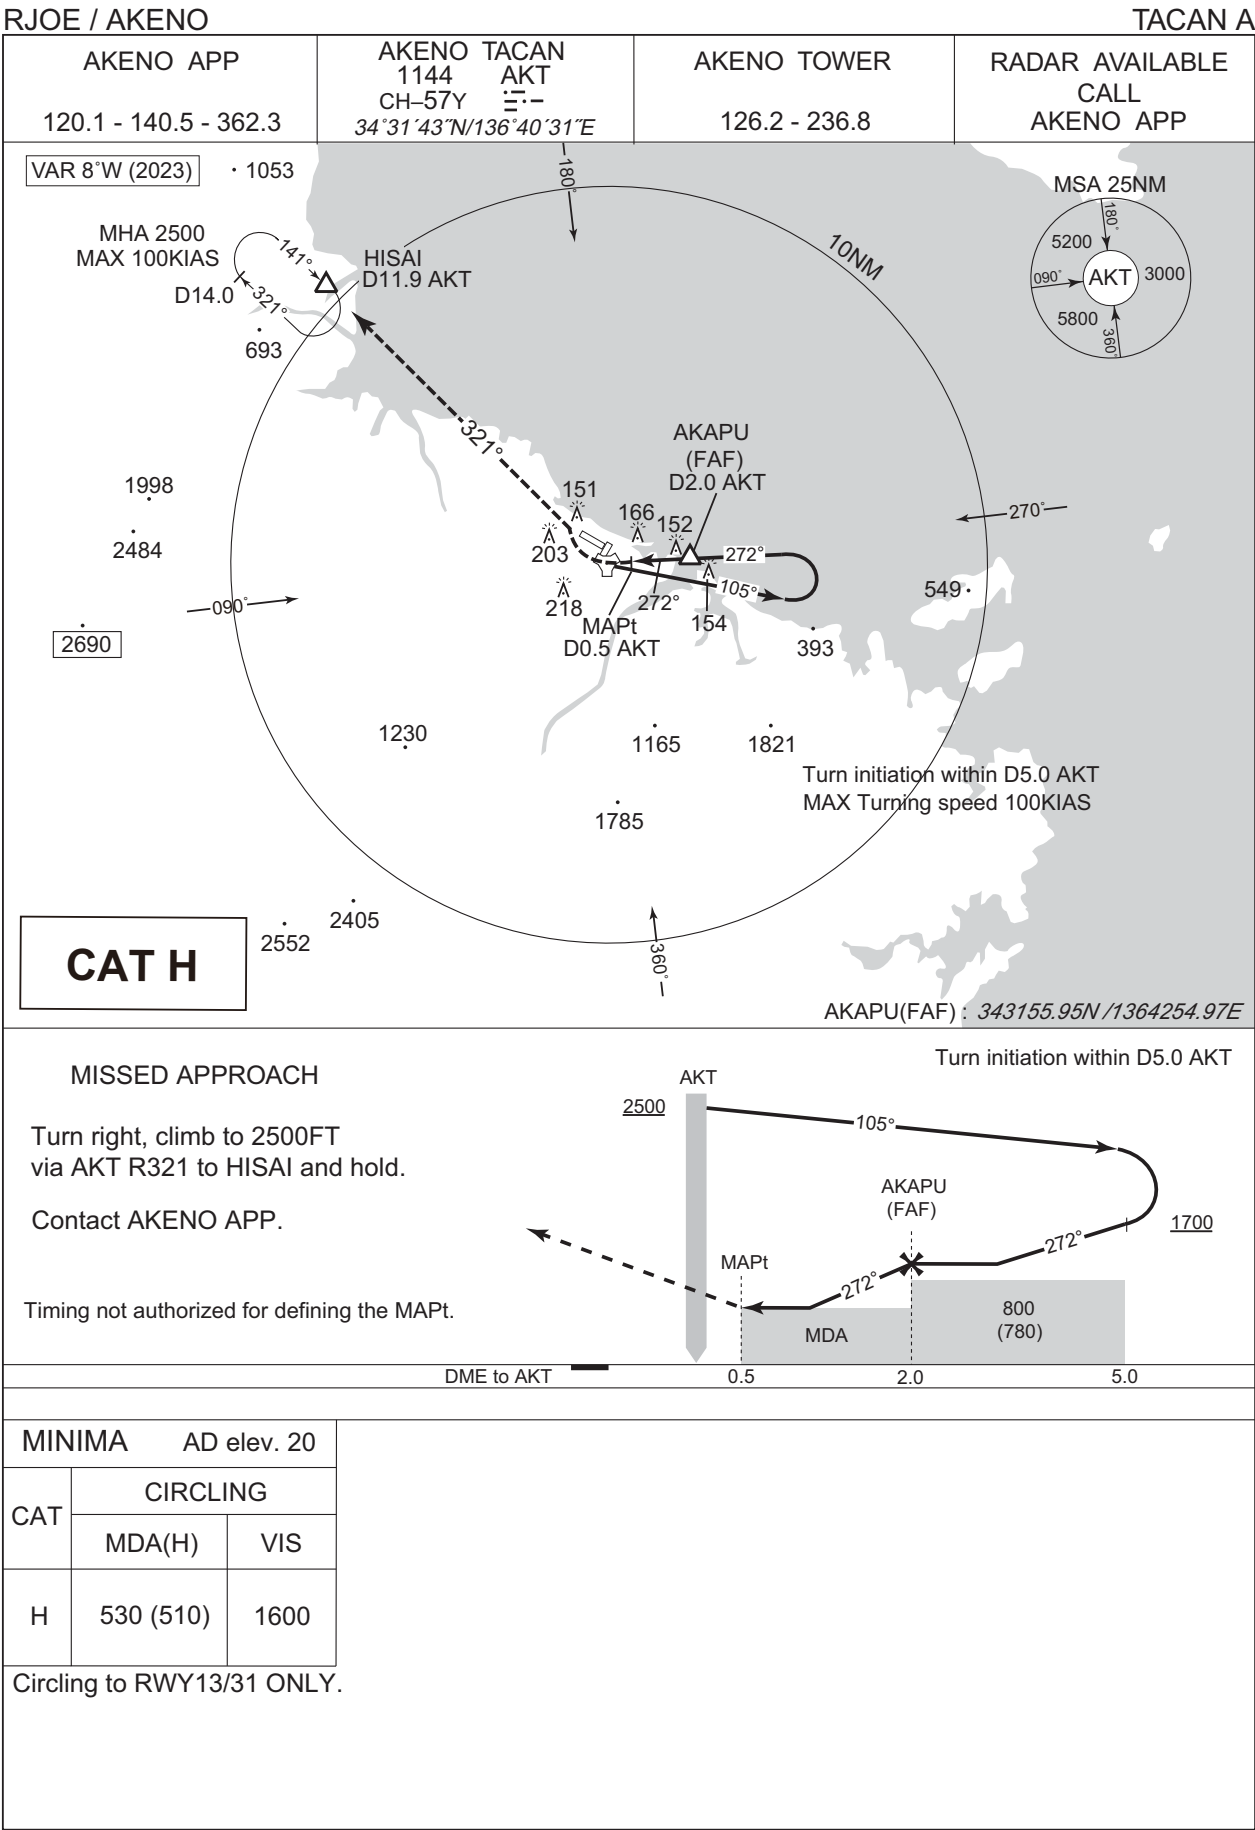 RJOE / AKENO
TACAN A
AKENO APP
120.1 - 140.5 - 362.3
AKENO TACAN
1144 AKT
CH–57Y
34˚31´43˝N/136˚40´31˝E
AKENO TOWER
126.2 - 236.8
RADAR AVAILABLE
CALL
AKENO APP
VAR 8˚W (2023)
1053
180˚
MSA 25NM
180˚
5200
090˚
AKT
3000
5800
360˚
MHA 2500
MAX 100KIAS
141°
HISAI
D11.9 AKT
D14.0
321°
693
10NM
321°
AKAPU
(FAF)
D2.0 AKT
1998
2484
151
166
152
203
272°
270˚
090˚
218
272°
105°
154
549
2690
MAPt
D0.5 AKT
393
1230
1165
1821
Turn initiation within D5.0 AKT
MAX Turning speed 100KIAS
1785
2405
2552
360˚
CAT H
AKAPU(FAF) : 343155.95N /1364254.97E
MISSED APPROACH
Turn right, climb to 2500FT
via AKT R321 to HISAI and hold.
Contact AKENO APP.
Timing not authorized for defining the MAPt.
Turn initiation within D5.0 AKT
AKT
2500
105°
AKAPU
(FAF)
1700
272°
MAPt
272°
MDA
800
(780)
DME to AKT
0.5
2.0
5.0
MINIMA AD elev. 20
CAT
CIRCLING
MDA(H)
VIS
H
530 (510)
1600
Circling to RWY13/31 ONLY.